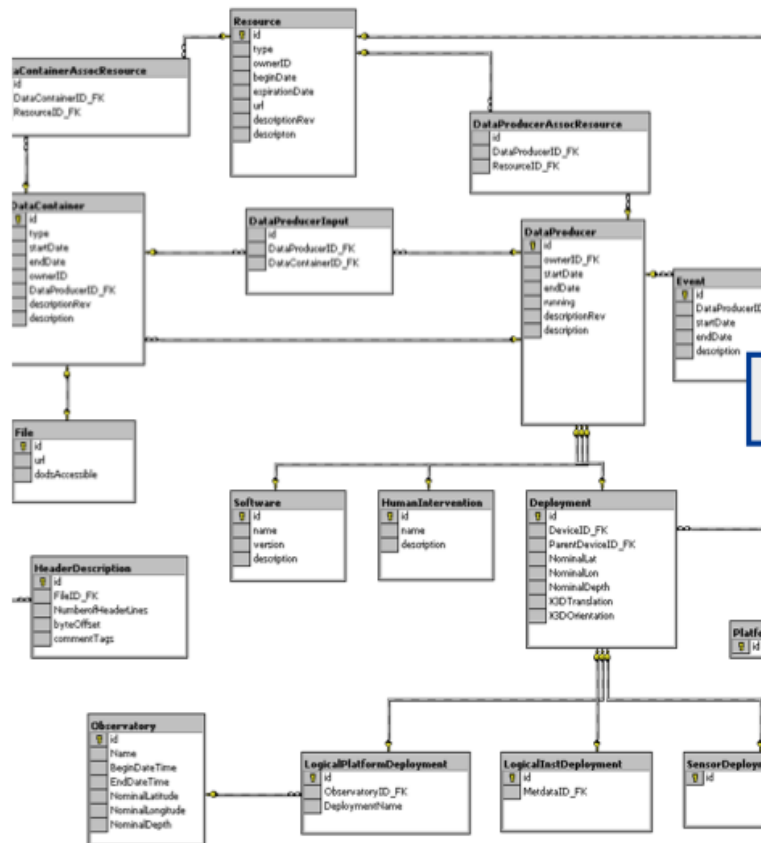 Resource
id
type
ownerID
beginDate
expirationDate
url
descriptionRev
descripton
aContainerAssocResource
id
DataContainerID_FK
ResourceID_FK
DataProducerAssocResource
id
DataProducerID_FK
ResourceID_FK
DataContainer
id
type
startDate
endDate
ownerID
DataProducerID_FK
descriptionRev
description
DataProducerInput
id
DataProducerID_FK
DataContainerID_FK
DataProducer
id
ownerID_FK
startDate
endDate
running
descriptionRev
description
Event
id
DataProducerID
startDate
endDate
description
File
id
url
dodsAccessible
Software
id
name
version
description
HumanIntervention
id
name
description
Deployment
id
DeviceID_FK
ParentDeviceID_FK
NominalLat
NominalLon
NominalDepth
X3DTranslation
X3DOrientation
HeaderDescription
id
FileID_FK
NumberofHeaderLines
byteOffset
commentTags
Platfor
id
Observatory
id
Name
BeginDateTime
EndDateTime
NominalLatitude
NominalLongitude
NominalDepth
LogicalPlatformDeployment
id
ObservatoryID_FK
DeploymentName
LogicalInstDeployment
id
MetdataID_FK
SensorDeploym
id